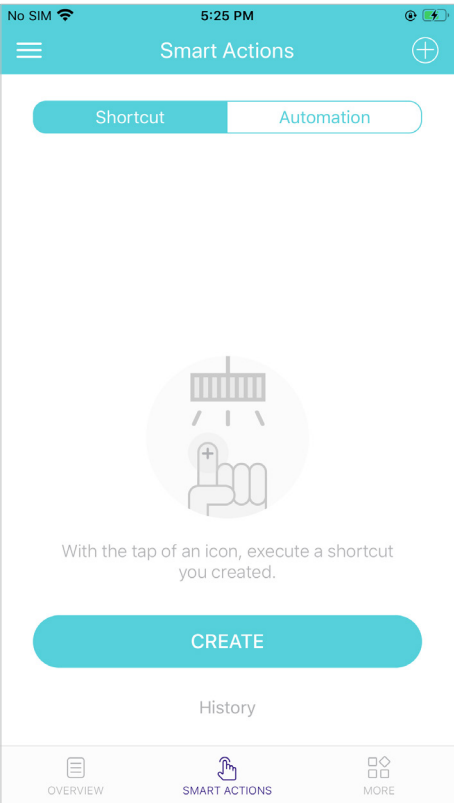 No SIM 5:25 PM
Smart Actions
Shortcut Automation
With the tap of an icon, execute a shortcut
you created.
CREATE
History
OVERVIEW SMART ACTIONS MORE